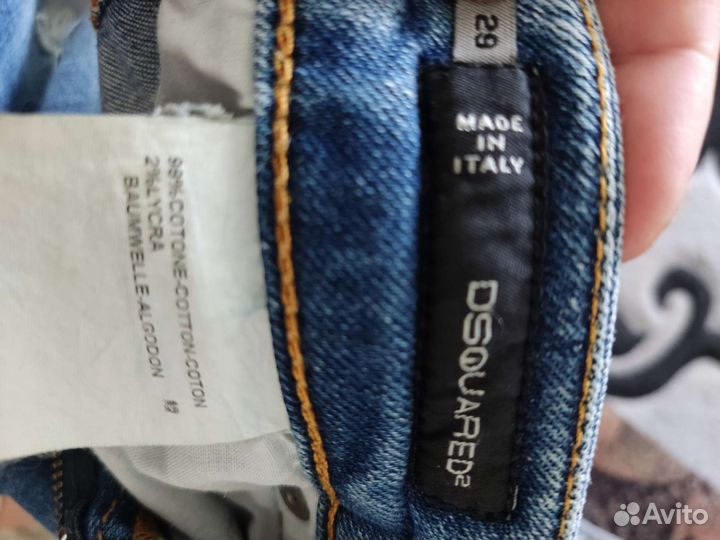 29
MADE
IN
ITALY
DSQUARED2
98%COTONE-COTTON-COTON
2%LYCRA
BAUMWELLE-ALGODON
Avito